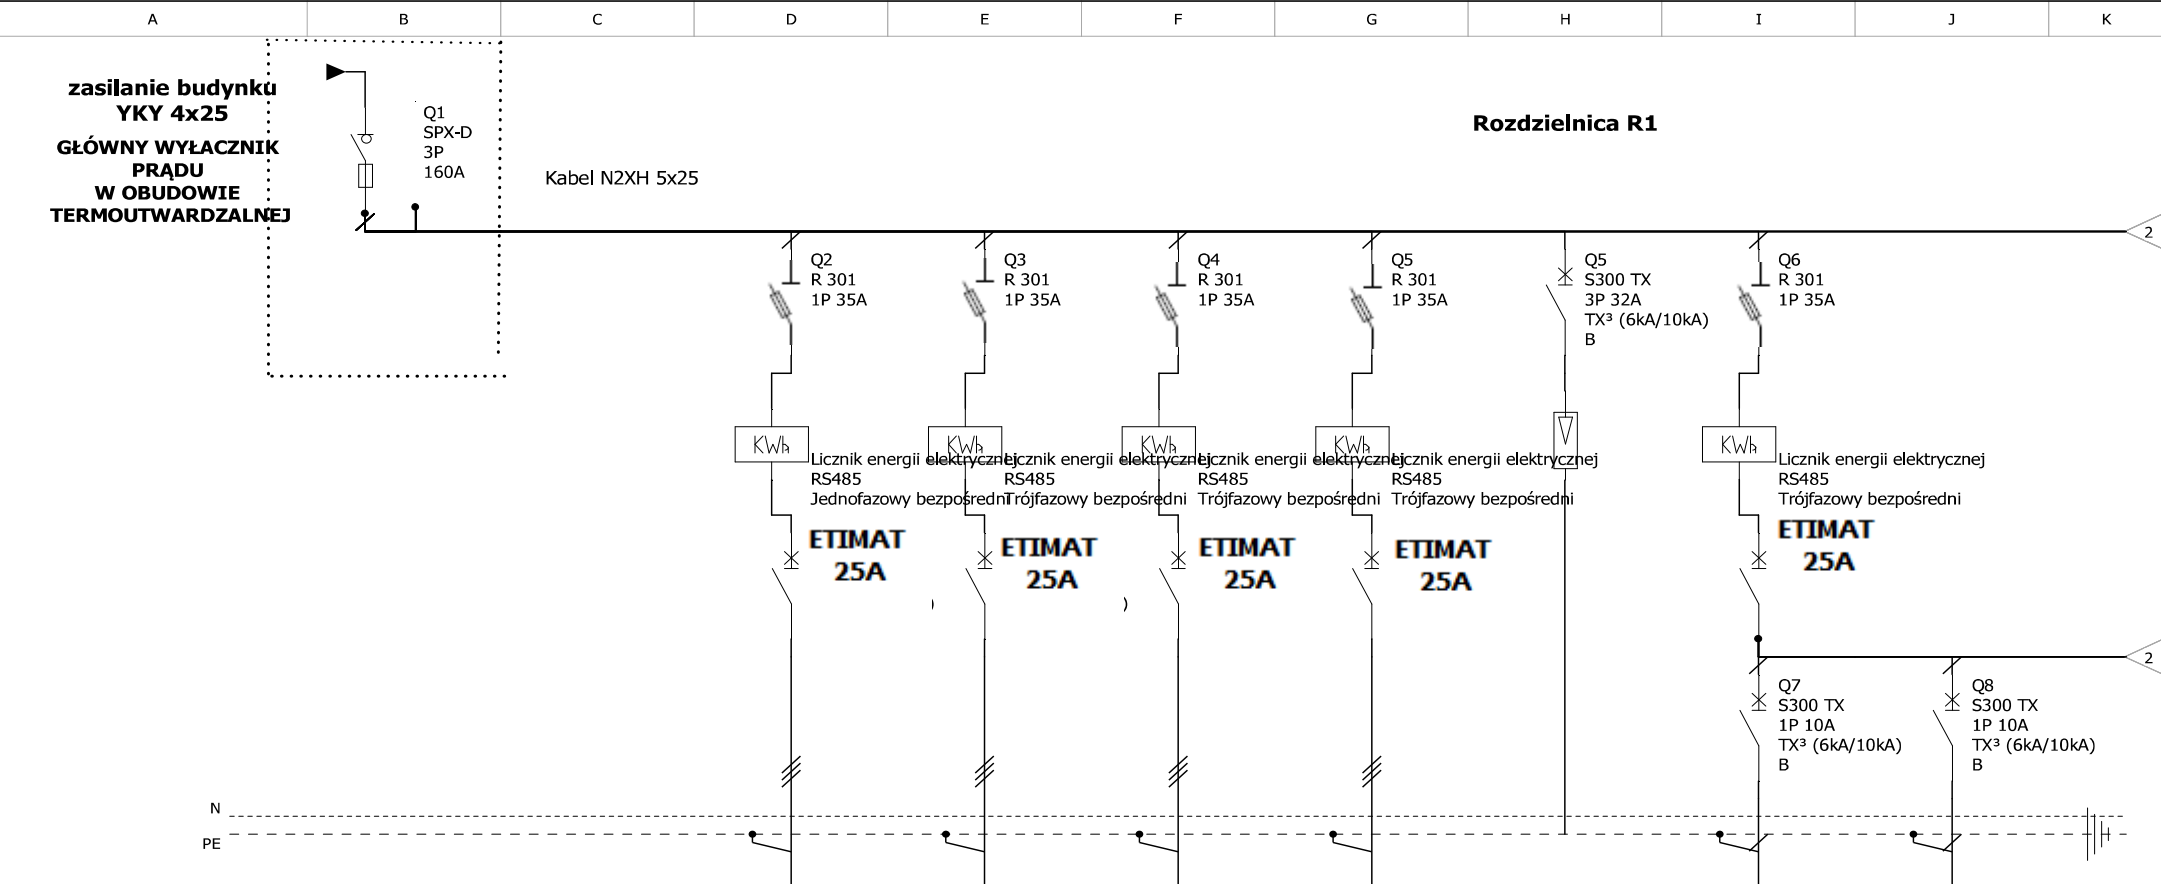 A
B
C
D
E
F
G
H
I
J
K
zasilanie budynku
YKY 4x25
GŁÓWNY WYŁACZNIK
PRĄDU
W OBUDOWIE
TERMOUTWARDZALNEJ
Q1
SPX-D
3P
160A
Kabel N2XH 5x25
Rozdzielnica R1
2
Q2
R 301
1P 35A
Q3
R 301
1P 35A
Q4
R 301
1P 35A
Q5
R 301
1P 35A
Q5
S300 TX
3P 32A
TX³ (6kA/10kA)
B
Q6
R 301
1P 35A
KWh
Licznik energii elektrycznej
RS485
Jednofazowy bezpośredni
KWh
Licznik energii elektrycznej
RS485
Trójfazowy bezpośredni
KWh
Licznik energii elektrycznej
RS485
Trójfazowy bezpośredni
KWh
Licznik energii elektrycznej
RS485
Trójfazowy bezpośredni
KWh
Licznik energii elektrycznej
RS485
Trójfazowy bezpośredni
ETIMAT
25A
ETIMAT
25A
)
ETIMAT
25A
)
ETIMAT
25A
ETIMAT
25A
2
Q7
S300 TX
1P 10A
TX³ (6kA/10kA)
B
Q8
S300 TX
1P 10A
TX³ (6kA/10kA)
B
N
PE